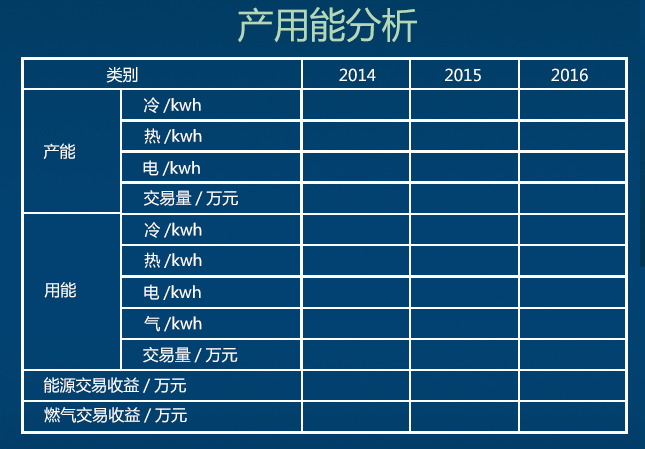 产用能分析
类别 2014 2015 2016
产能
冷/kwh
热/kwh
电/kwh
交易量/万元
用能
冷/kwh
热/kwh
电/kwh
气/kwh
交易量/万元
能源交易收益/万元
燃气交易收益/万元